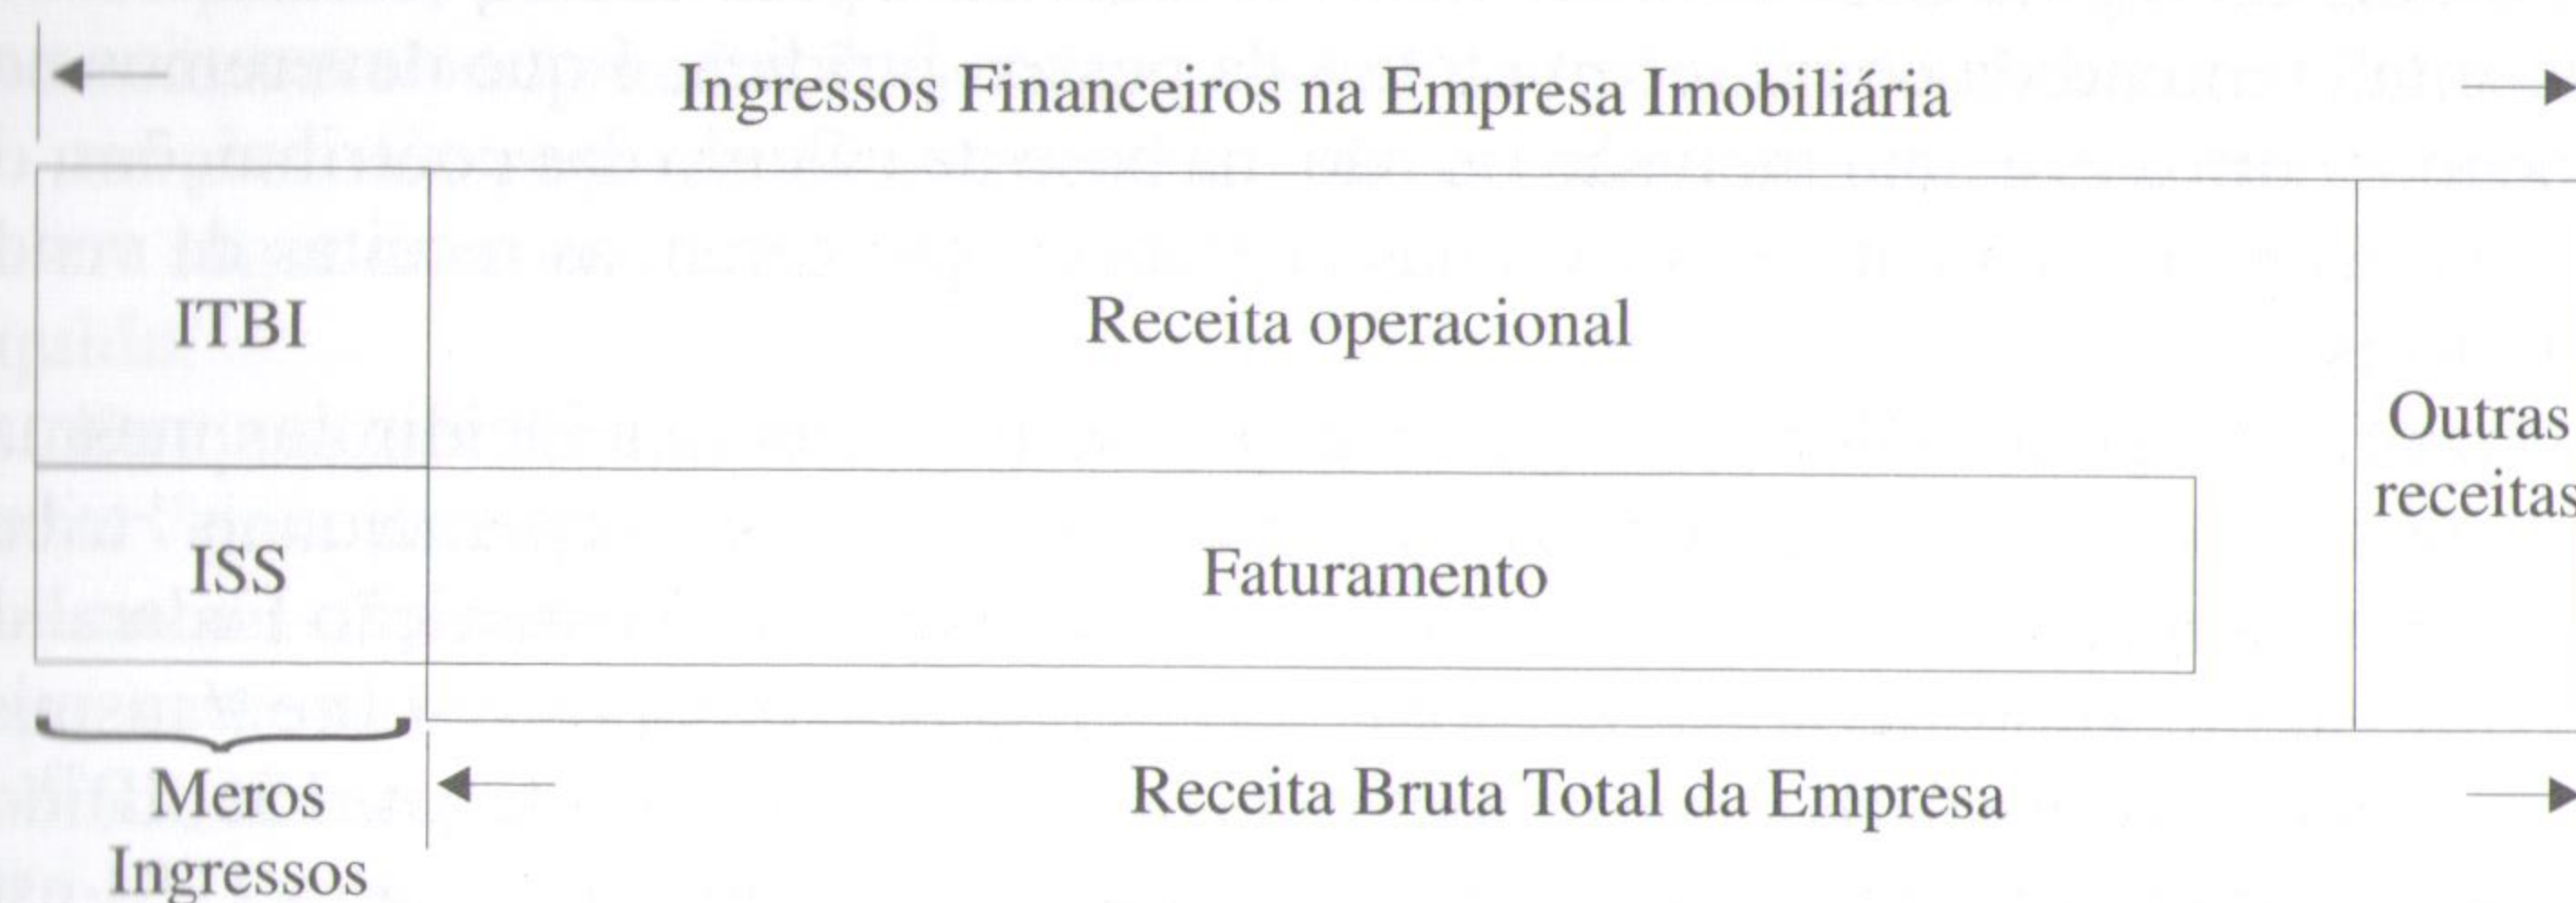 Ingressos Financeiros na Empresa Imobiliária
ITBI
Receita operacional
Outras
receitas
ISS
Faturamento
Meros
Ingressos
Receita Bruta Total da Empresa